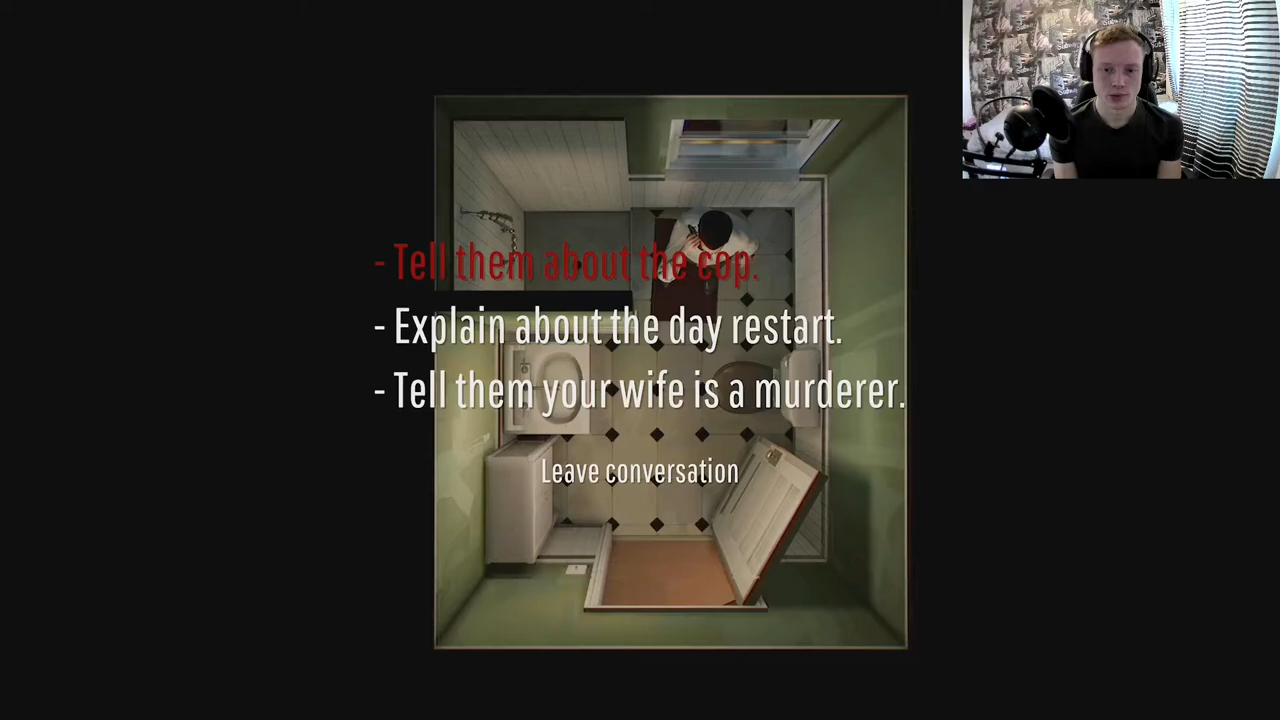 - Tell them about the cop.
- Explain about the day restart.
- Tell them your wife is a murderer.
Leave conversation